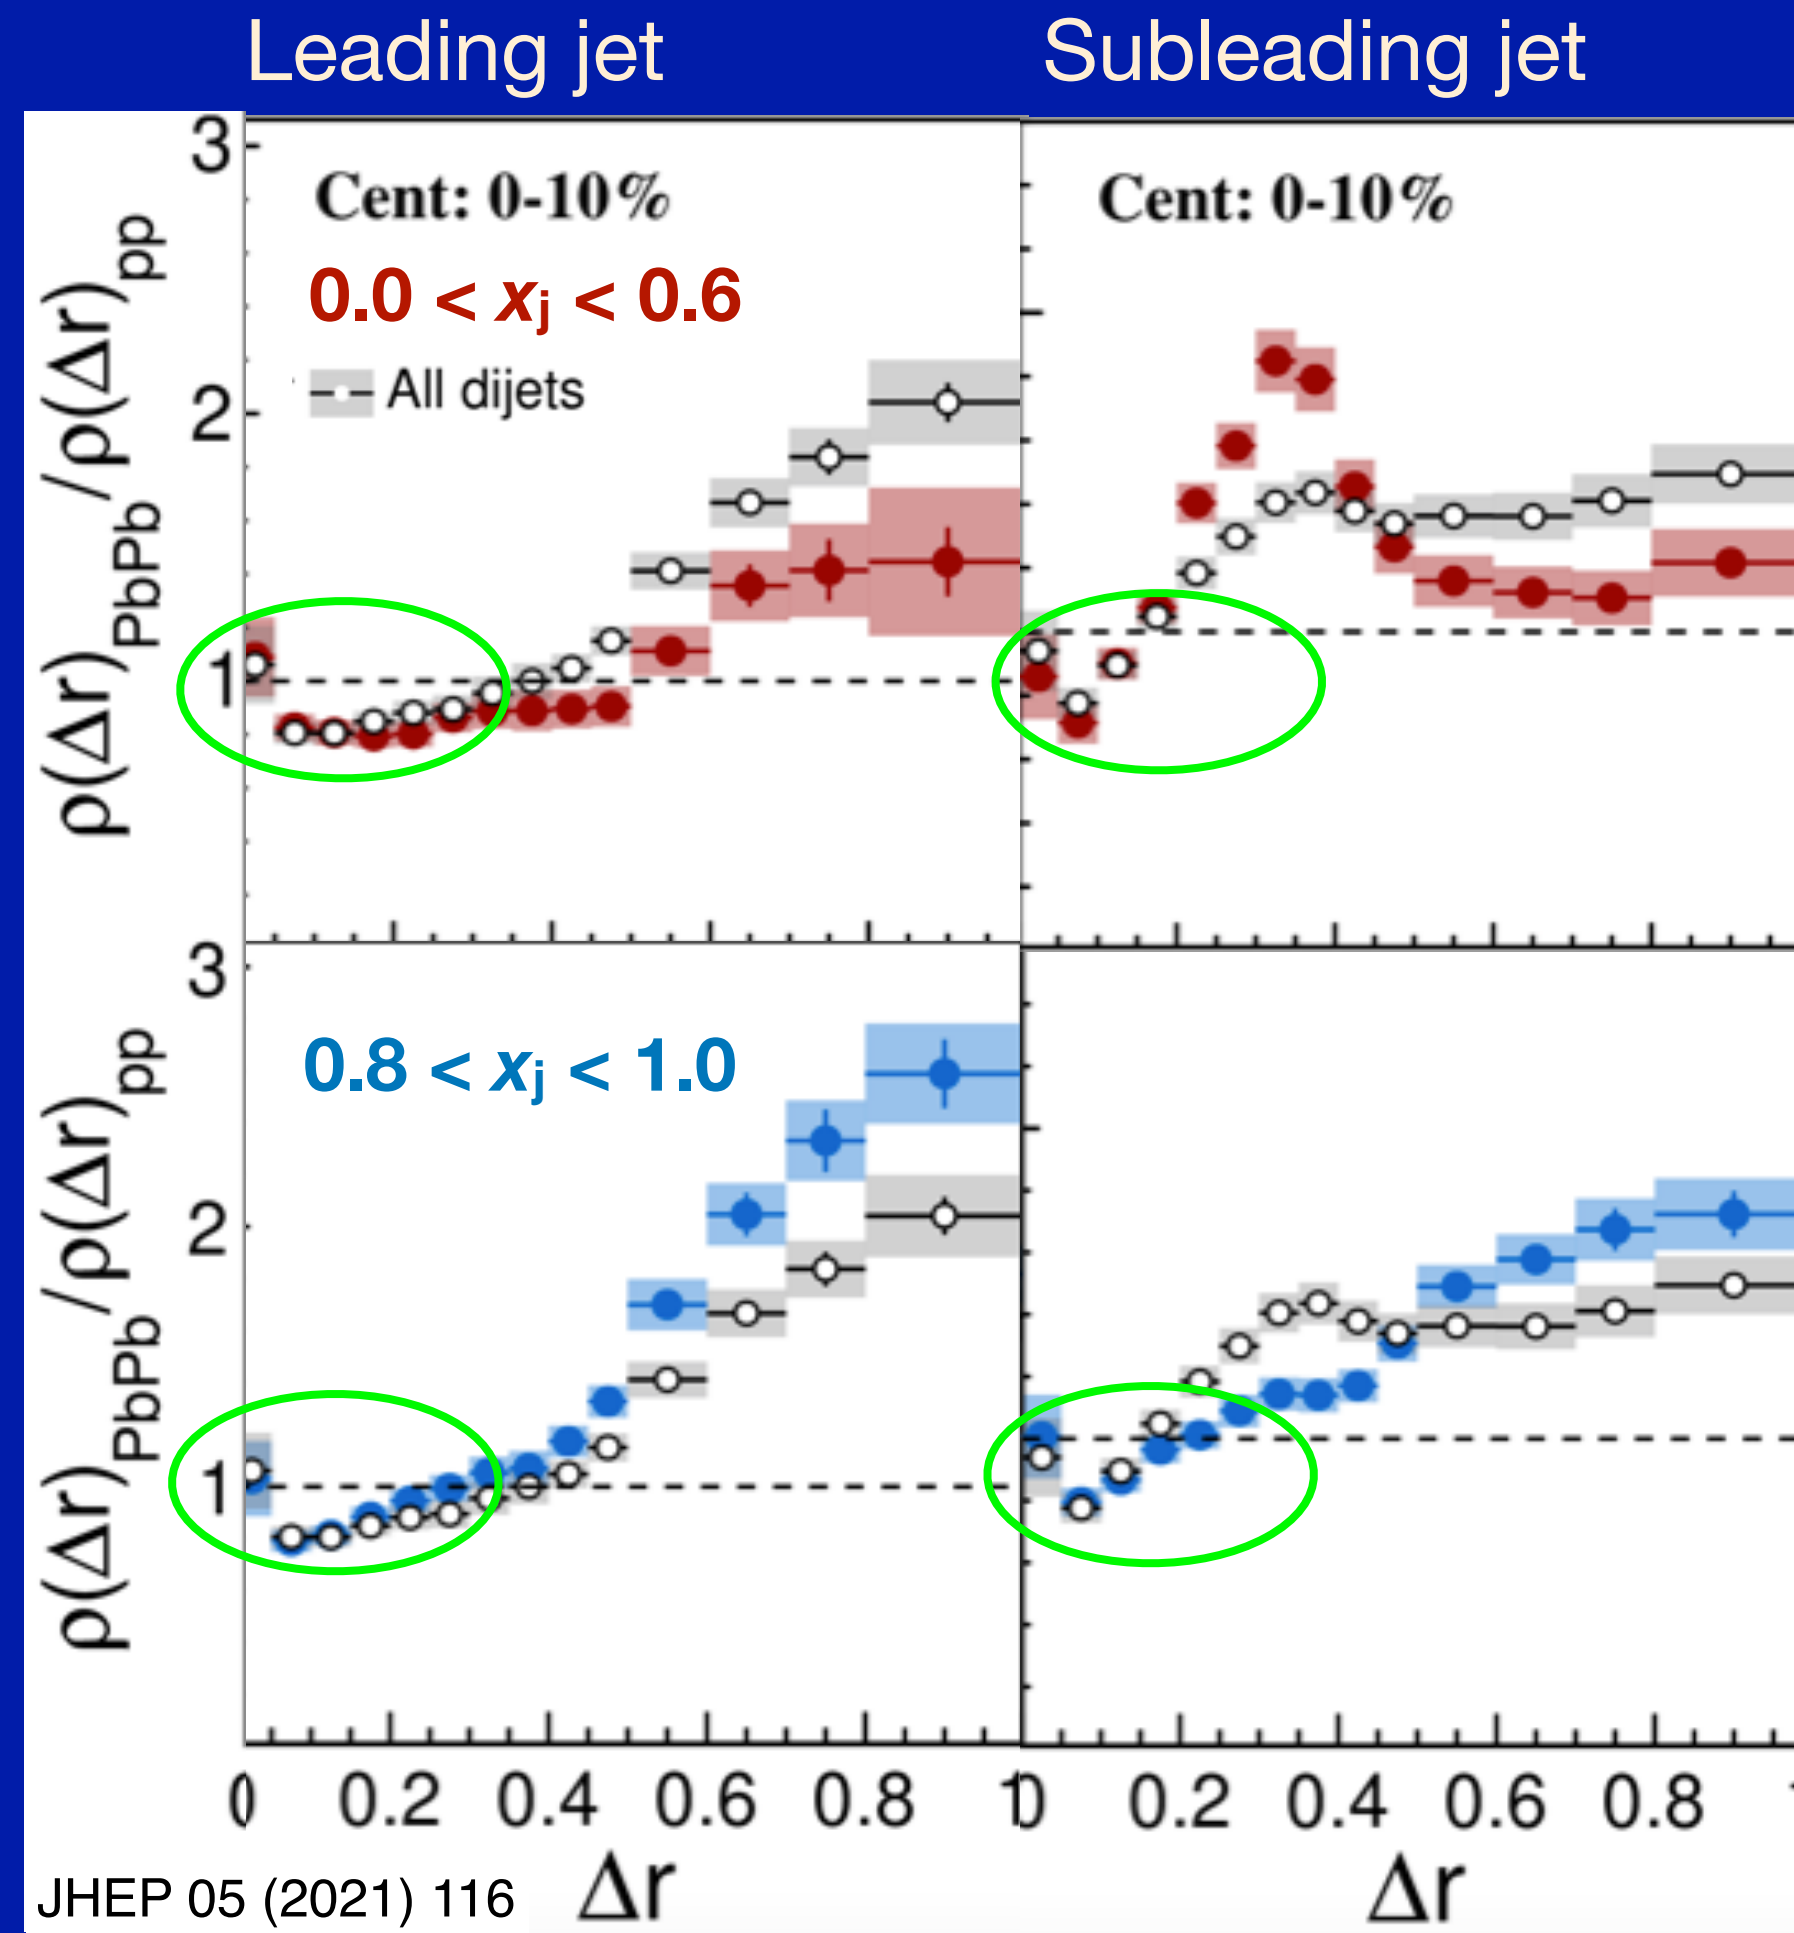 Leading jet
Subleading jet
3
Cent: 0-10%
Cent: 0-10%
0.0 < xj < 0.6
All dijets
2
1
ρ(Δr)PbPb/ρ(Δr)pp
3
0.8 < xj < 1.0
2
1
ρ(Δr)PbPb/ρ(Δr)pp
0 0.2 0.4 0.6 0.8 1
0 0.2 0.4 0.6 0.8
JHEP 05 (2021) 116
Δr
Δr